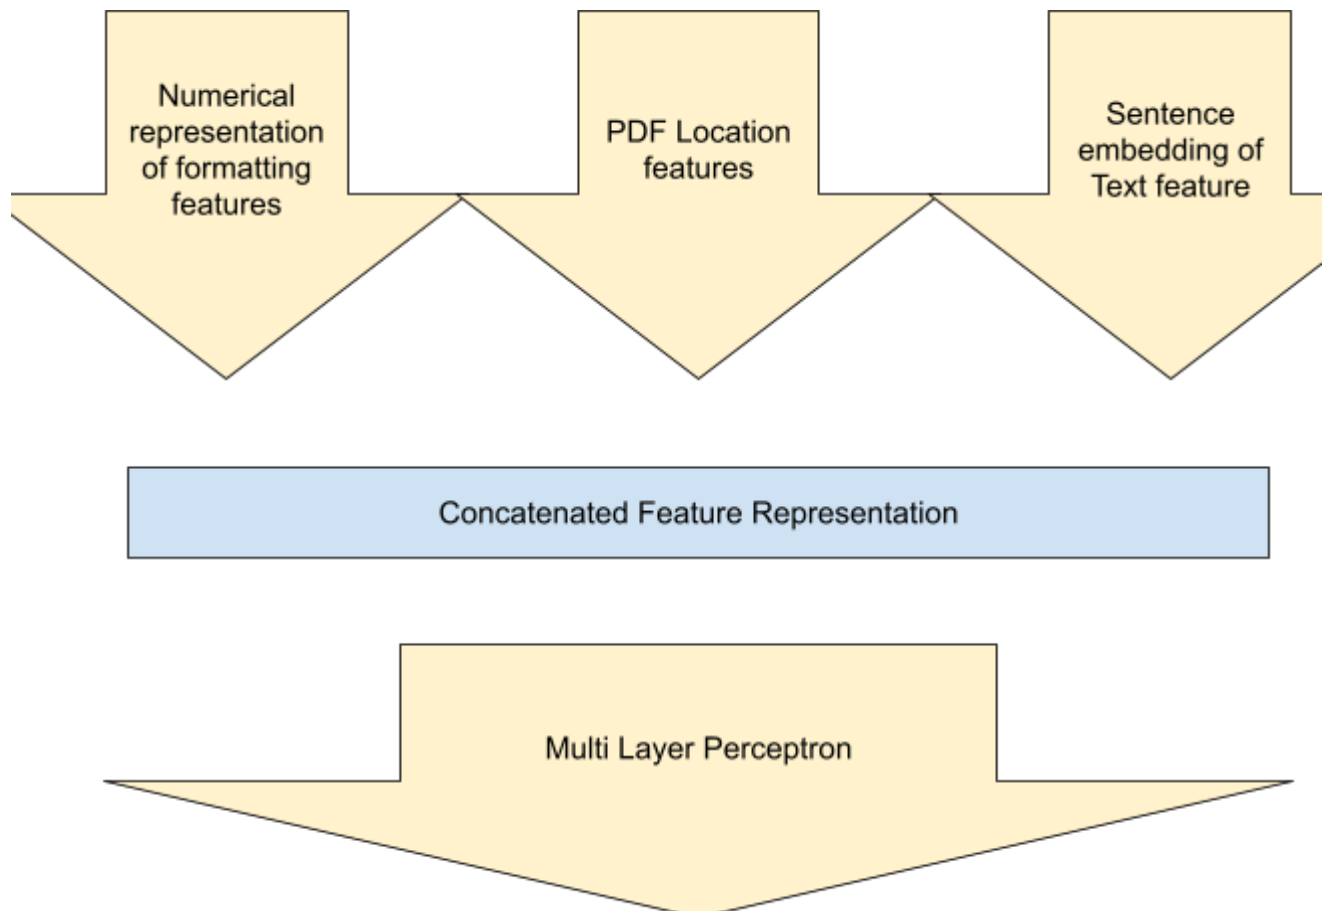 Numerical
representation
of formatting
features
PDF Location
features
Sentence
embedding of
Text feature
Concatenated Feature Representation
Multi Layer Perceptron